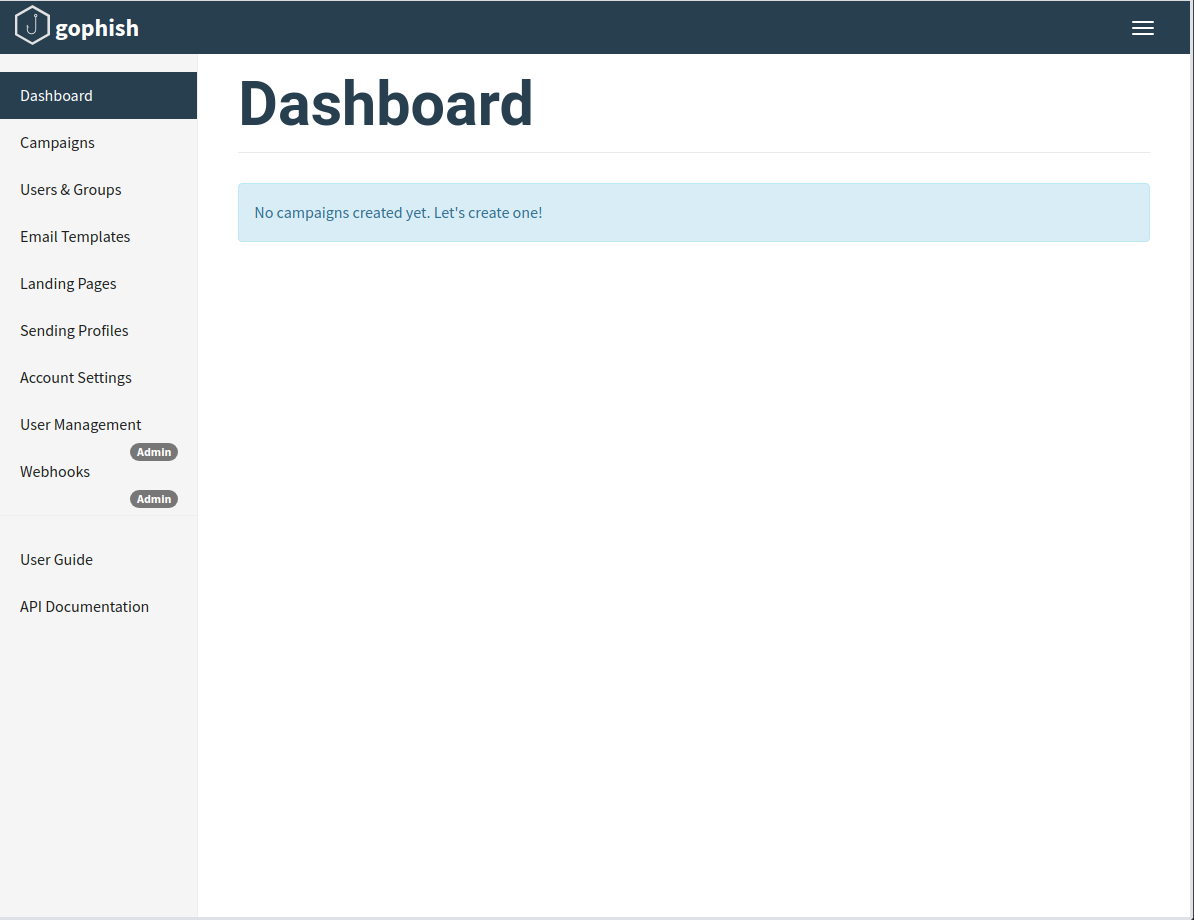 gophish
Dashboard
Campaigns
Users & Groups
Email Templates
Landing Pages
Sending Profiles
Account Settings
User Management
Admin
Webhooks
Admin
User Guide
API Documentation
Dashboard
No campaigns created yet. Let's create one!